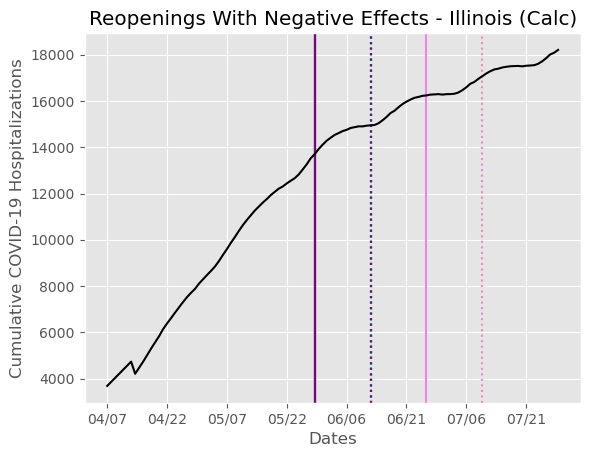 Reopenings With Negative Effects - Illinois (Calc)
Cumulative COVID-19 Hospitalizations
18000
16000
14000
12000
10000
8000
6000
4000
04/07 04/22 05/07 05/22 06/06 06/21 07/06 07/21
Dates